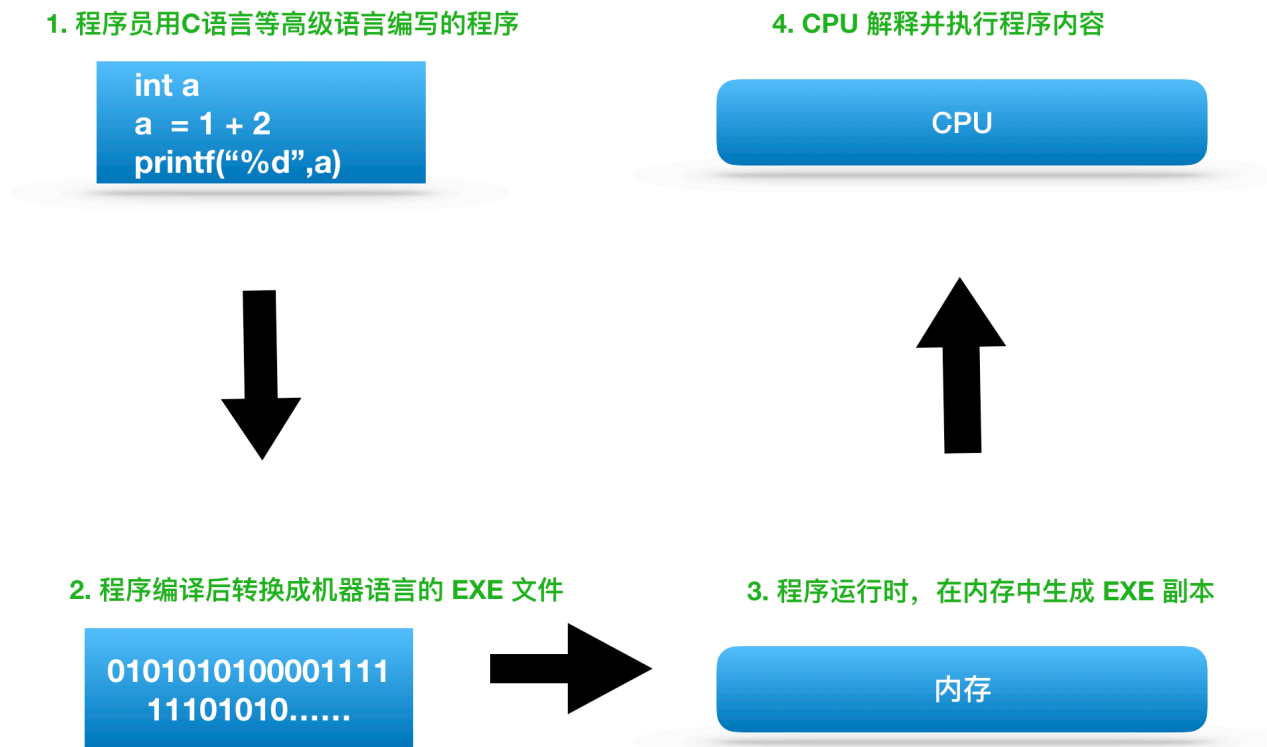 1. 程序员用C语言等高级语言编写的程序
int a
a = 1 + 2
printf(“%d”,a)
4. CPU 解释并执行程序内容
CPU
2. 程序编译后转换成机器语言的 EXE 文件
0101010100001111
11101010......
3. 程序运行时，在内存中生成 EXE 副本
内存